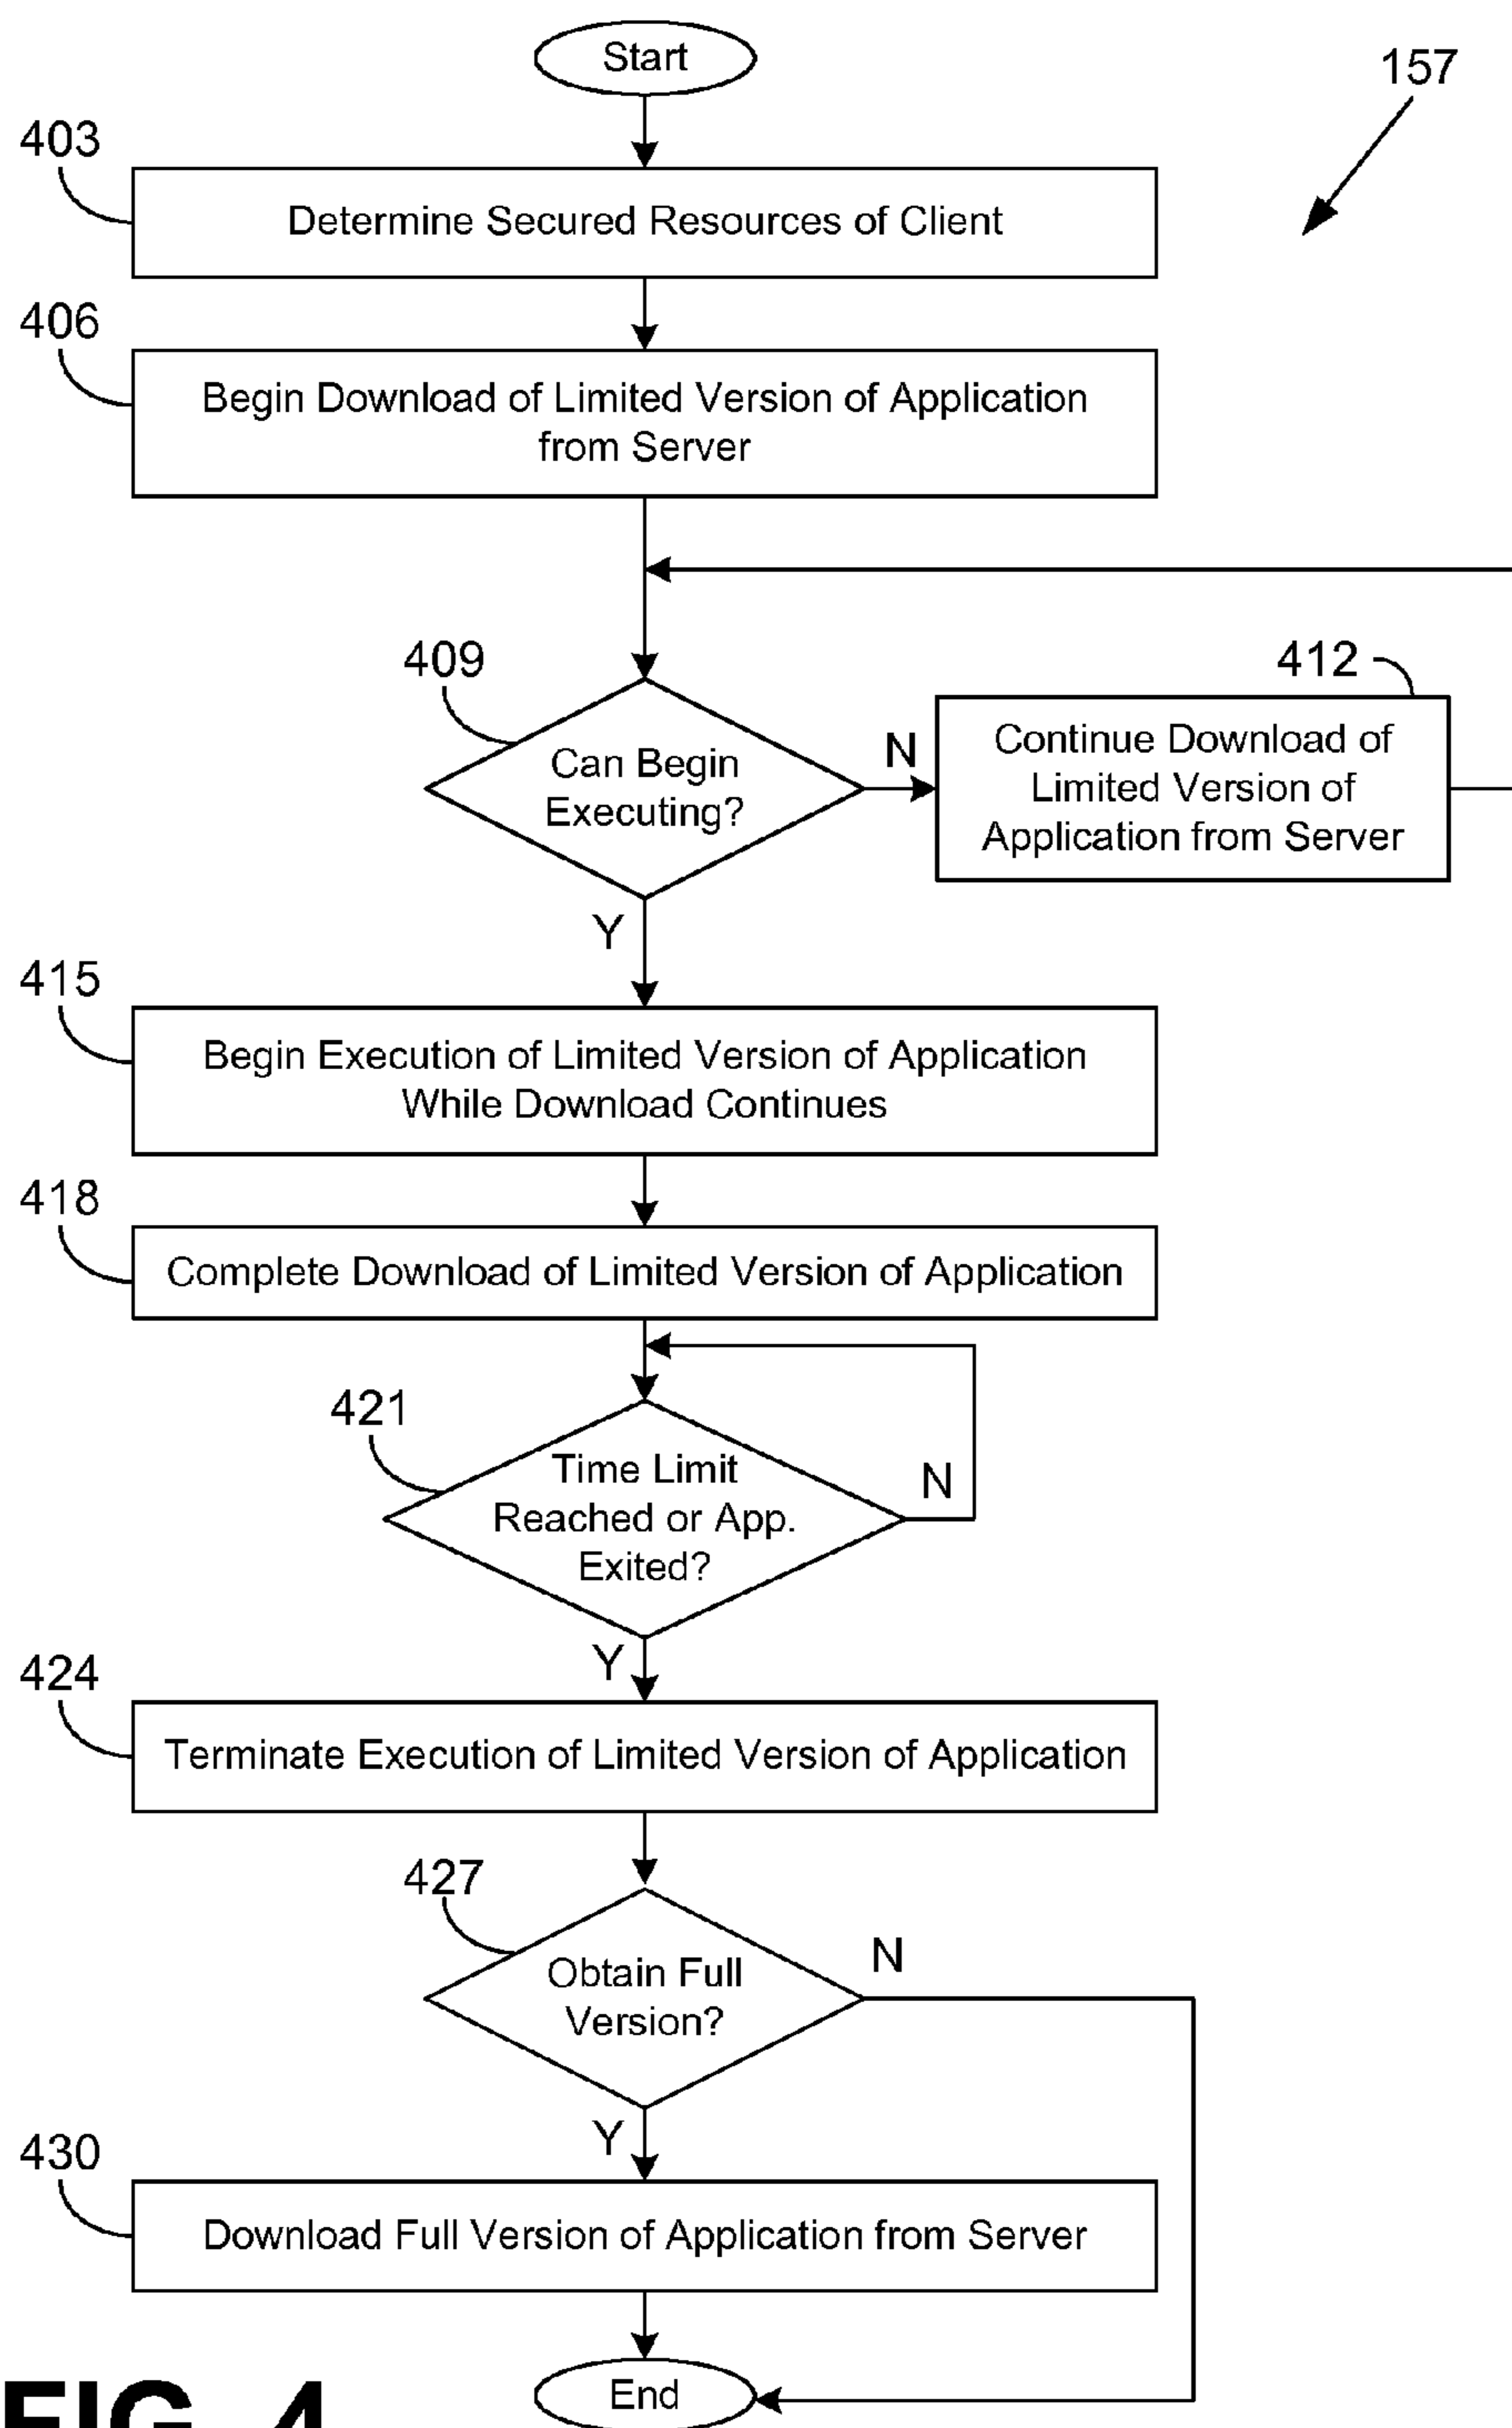 Start
157
403
Determine Secured Resources of Client
406
Begin Download of Limited Version of Application
from Server
409
Can Begin
Executing?
N
412
Continue Download of
Limited Version of
Application from Server
Y
415
Begin Execution of Limited Version of Application
While Download Continues
418
Complete Download of Limited Version of Application
421
Time Limit
Reached or App.
Exited?
N
Y
424
Terminate Execution of Limited Version of Application
427
Obtain Full
Version?
N
Y
430
Download Full Version of Application from Server
End
FIG. 4